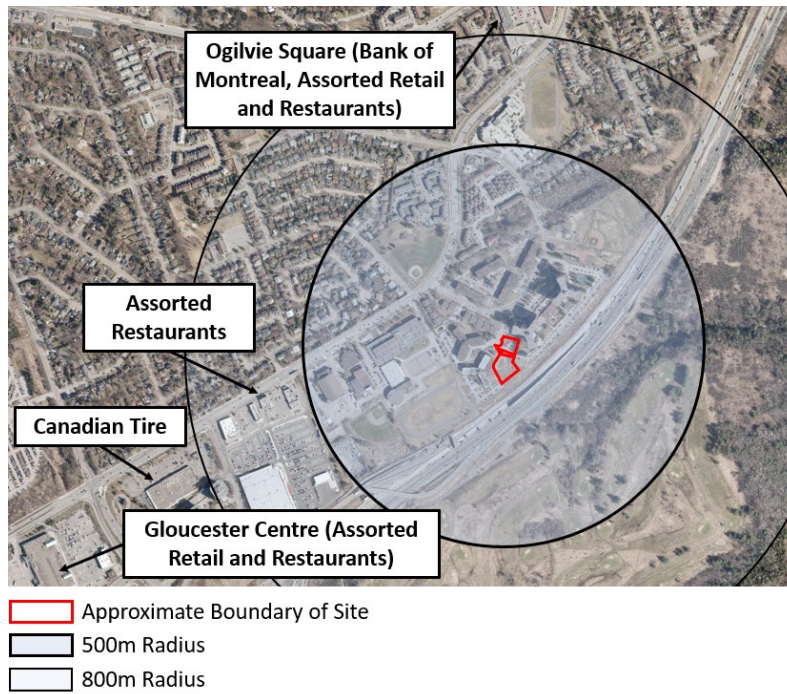 Ogilvie Square (Bank of
Montreal, Assorted Retail
and Restaurants)
Assorted
Restaurants
Canadian Tire
Gloucester Centre (Assorted
Retail and Restaurants)
Approximate Boundary of Site
500m Radius
800m Radius